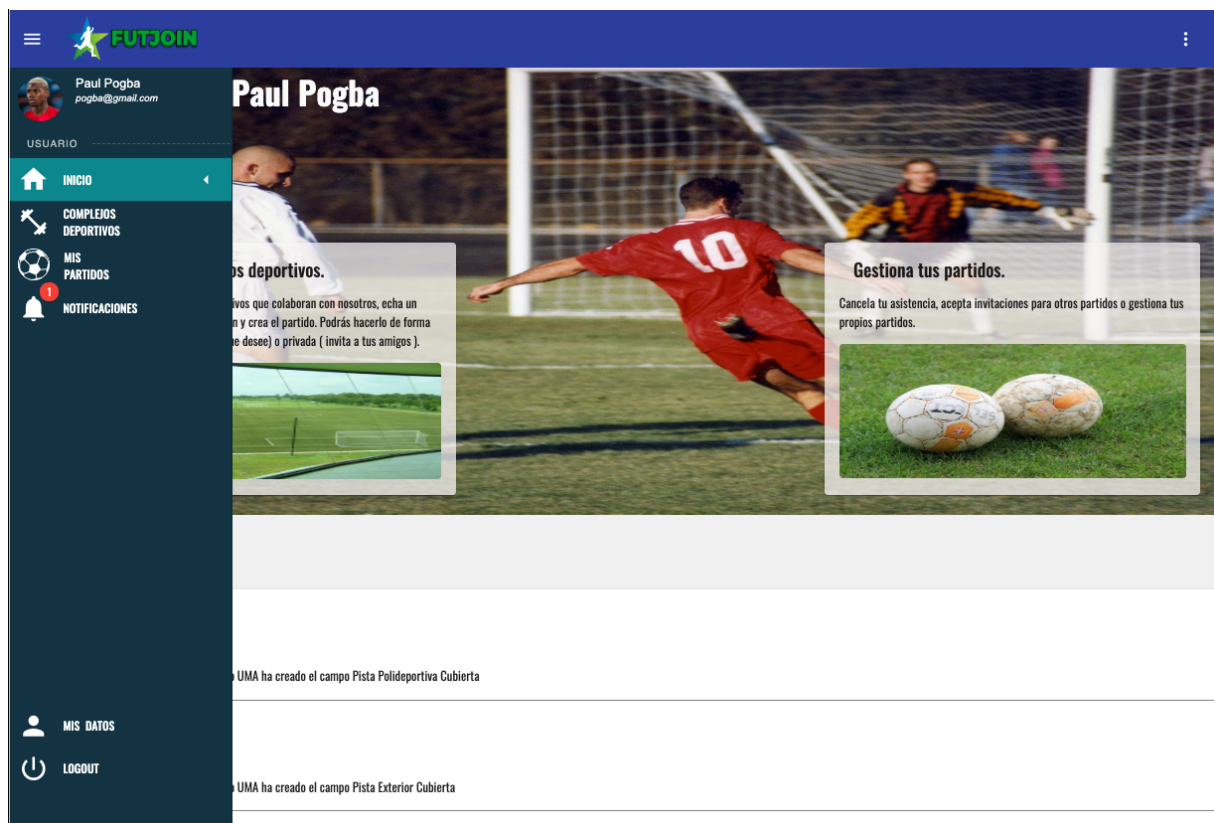 FUTJOIN
Paul Pogba
pogba@gmail.com
USUARIO
INICIO
COMPLEJOS
DEPORTIVOS
MIS
PARTIDOS
1
NOTIFICACIONES
MIS DATOS
LOGOUT
Paul Pogba
10
os deportivos.
ivos que colaboran con nosotros, echa un
n y crea el partido. Podrás hacerlo de forma
ue desee) o privada ( invita a tus amigos ).
Gestiona tus partidos.
Cancela tu asistencia, acepta invitaciones para otros partidos o gestiona tus
propios partidos.
UMA ha creado el campo Pista Polideportiva Cubierta
UMA ha creado el campo Pista Exterior Cubierta